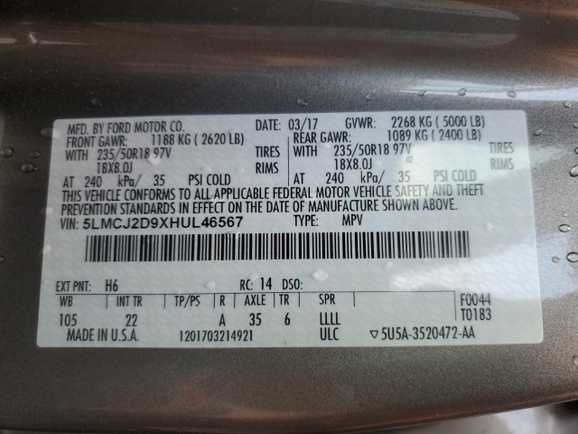 MFD. BY FORD MOTOR CO. DATE: 03/17 GVWR: 2268 KG ( 5000 LB)
FRONT GAWR: 1188 KG ( 2620 LB) REAR GAWR: 1089 KG ( 2400 LB)
WITH 235/50R18 97V TIRES WITH 235/50R18 97V TIRES
18X8.0J RIMS 18X8.0J RIMS
AT 240 kPa/ 35 PSI COLD AT 240 kPa/ 35 PSI COLD
THIS VEHICLE CONFORMS TO ALL APPLICABLE FEDERAL MOTOR VEHICLE SAFETY AND THEFT
PREVENTION STANDARDS IN EFFECT ON THE DATE OF MANUFACTURE SHOWN ABOVE.
VIN: 5LMCJ2D9XHUL46567 TYPE: MPV
EXT PNT: H6 RC: 14 DSO:
WB INT TR TP/PS R AXLE TR SPR F0044
105 22 A 35 6 LLLL T0183
MADE IN U.S.A. 1201703214921 ULC ▽5U5A-3520472-AA